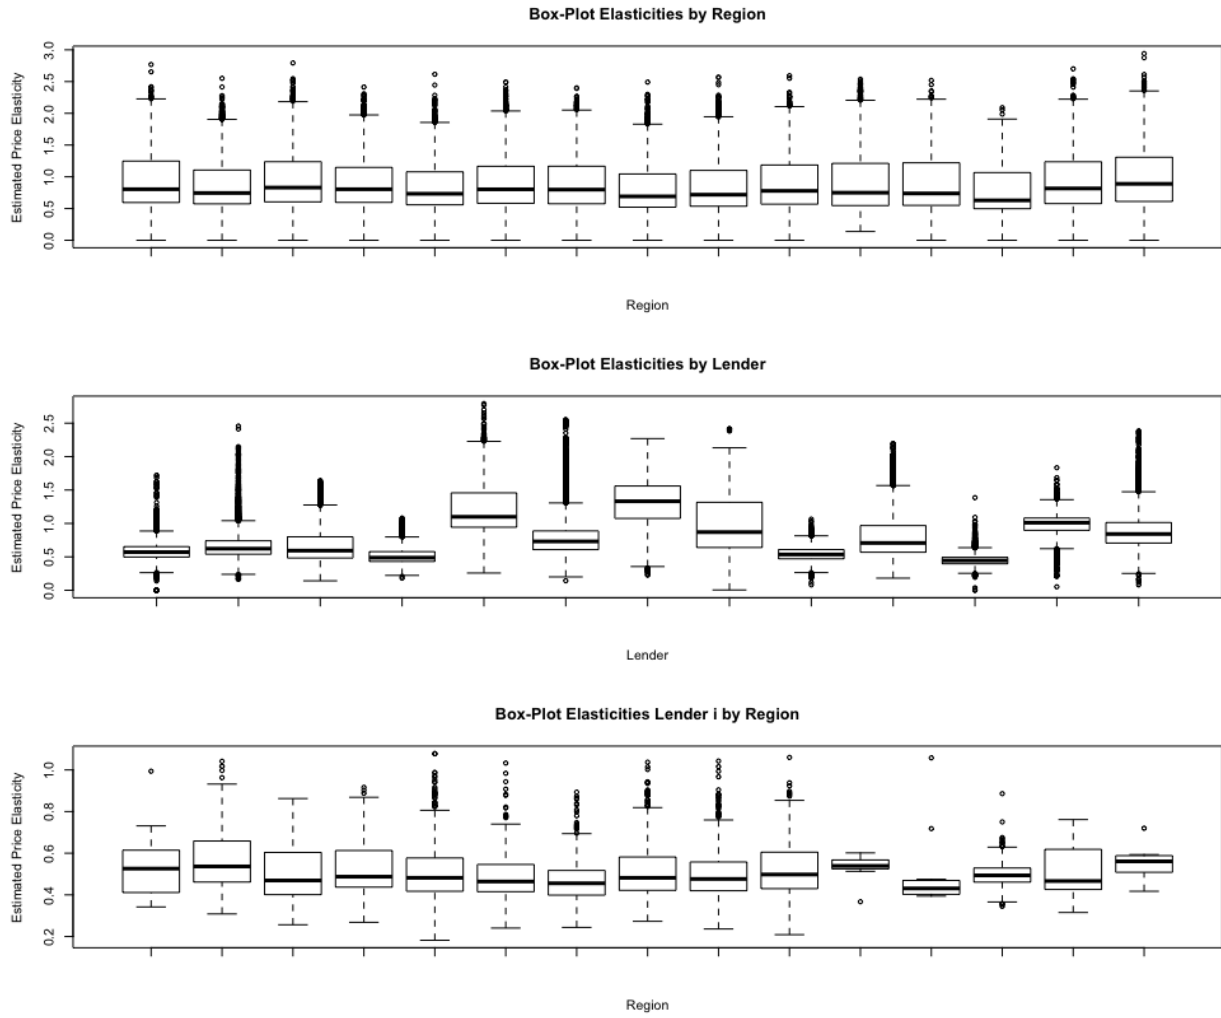 Box-Plot Elasticities by Region
Estimated Price Elasticity
0.0 0.5 1.0 1.5 2.0 2.5 3.0
Region
Box-Plot Elasticities by Lender
Estimated Price Elasticity
0.0 0.5 1.0 1.5 2.0 2.5
Lender
Box-Plot Elasticities Lender i by Region
Estimated Price Elasticity
0.2 0.4 0.6 0.8 1.0
Region